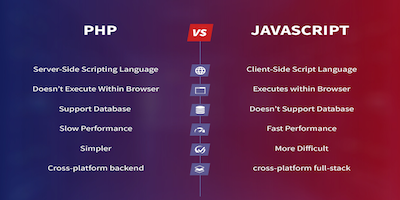 PHP VS JAVASCRIPT
Server-Side Scripting Language Client-Side Script Language
Doesn't Execute Within Browser Executes within Browser
Support Database Doesn't Support Database
Slow Performance Fast Performance
Simpler More Difficult
Cross-platform backend cross-platform full-stack